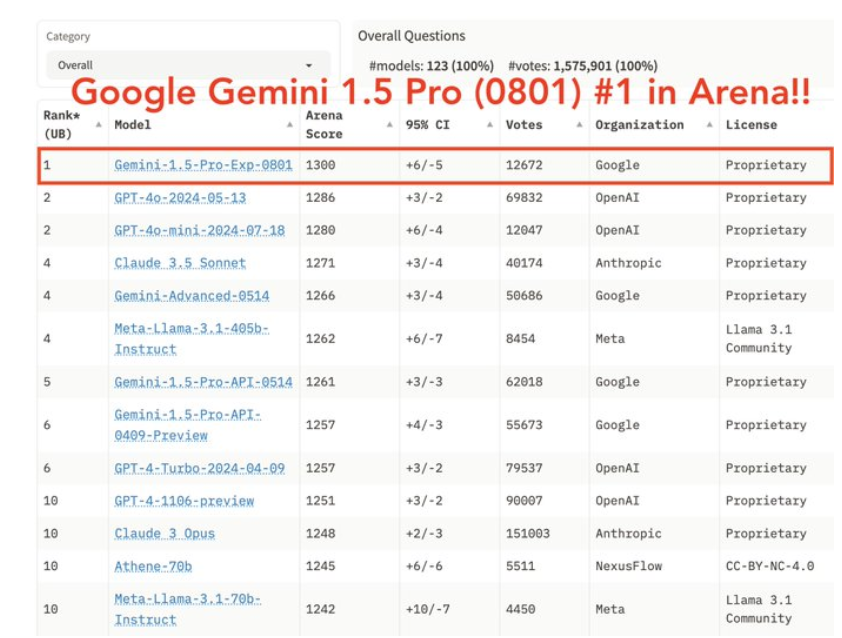 Category
Overall
Overall Questions
#models: 123 (100%) #votes: 1,575,901 (100%)
Google Gemini 1.5 Pro (0801) #1 in Arena!!
Rank* (UB) Model Arena Score 95% CI Votes Organization License
1 Gemini-1.5-Pro-Exp-0801 1300 +6/-5 12672 Google Proprietary
2 GPT-4o-2024-05-13 1286 +3/-2 69832 OpenAI Proprietary
2 GPT-4o-mini-2024-07-18 1280 +6/-4 12047 OpenAI Proprietary
4 Claude 3.5 Sonnet 1271 +3/-4 40174 Anthropic Proprietary
4 Gemini-Advanced-0514 1266 +3/-4 50686 Google Proprietary
4 Meta-Llama-3.1-405b-Instruct 1262 +6/-7 8454 Meta Llama 3.1 Community
5 Gemini-1.5-Pro-API-0514 1261 +3/-3 62018 Google Proprietary
6 Gemini-1.5-Pro-API-0409-Preview 1257 +4/-3 55673 Google Proprietary
6 GPT-4-Turbo-2024-04-09 1257 +3/-2 79537 OpenAI Proprietary
10 GPT-4-1106-preview 1251 +3/-2 90007 OpenAI Proprietary
10 Claude 3 Opus 1248 +2/-3 151003 Anthropic Proprietary
10 Athene-70b 1245 +6/-6 5511 NexusFlow CC-BY-NC-4.0
10 Meta-Llama-3.1-70b-Instruct 1242 +10/-7 4450 Meta Llama 3.1 Community